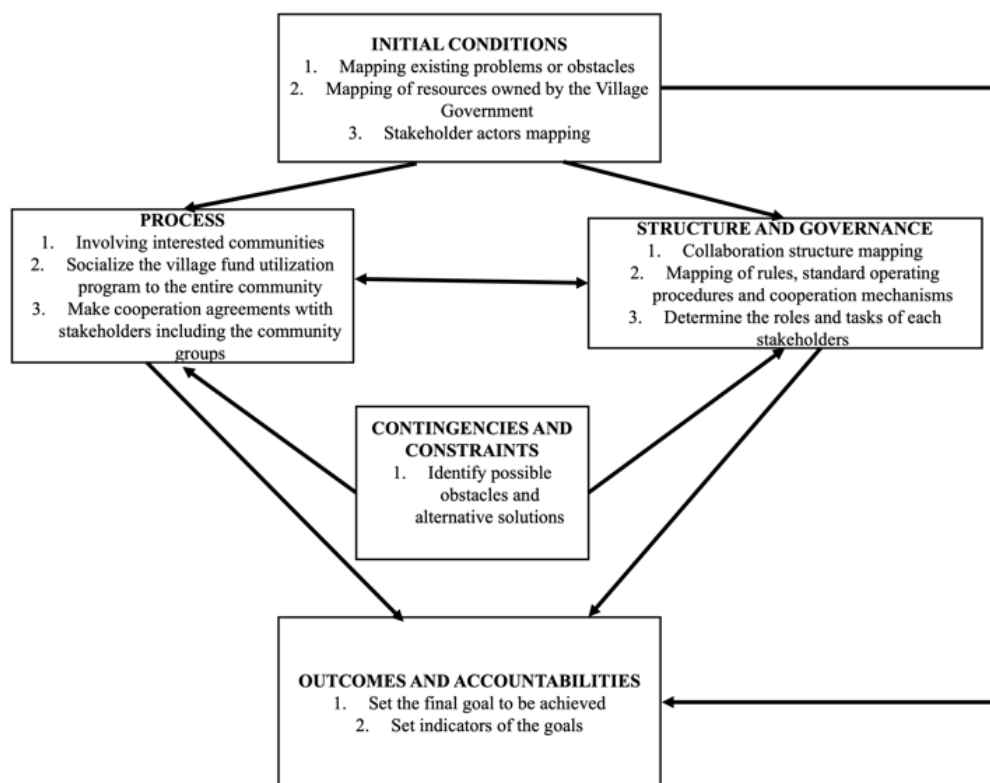 INITIAL CONDITIONS
1. Mapping existing problems or obstacles
2. Mapping of resources owned by the Village
Government
3. Stakeholder actors mapping
PROCESS
1. Involving interested communities
2. Socialize the village fund utilization
program to the entire community
3. Make cooperation agreements wtith
stakeholders including the community
groups
STRUCTURE AND GOVERNANCE
1. Collaboration structure mapping
2. Mapping of rules, standard operating
procedures and cooperation mechanisms
3. Determine the roles and tasks of each
stakeholders
CONTINGENCIES AND
CONSTRAINTS
1. Identify possible
obstacles and
alternative solutions
OUTCOMES AND ACCOUNTABILITIES
1. Set the final goal to be achieved
2. Set indicators of the goals